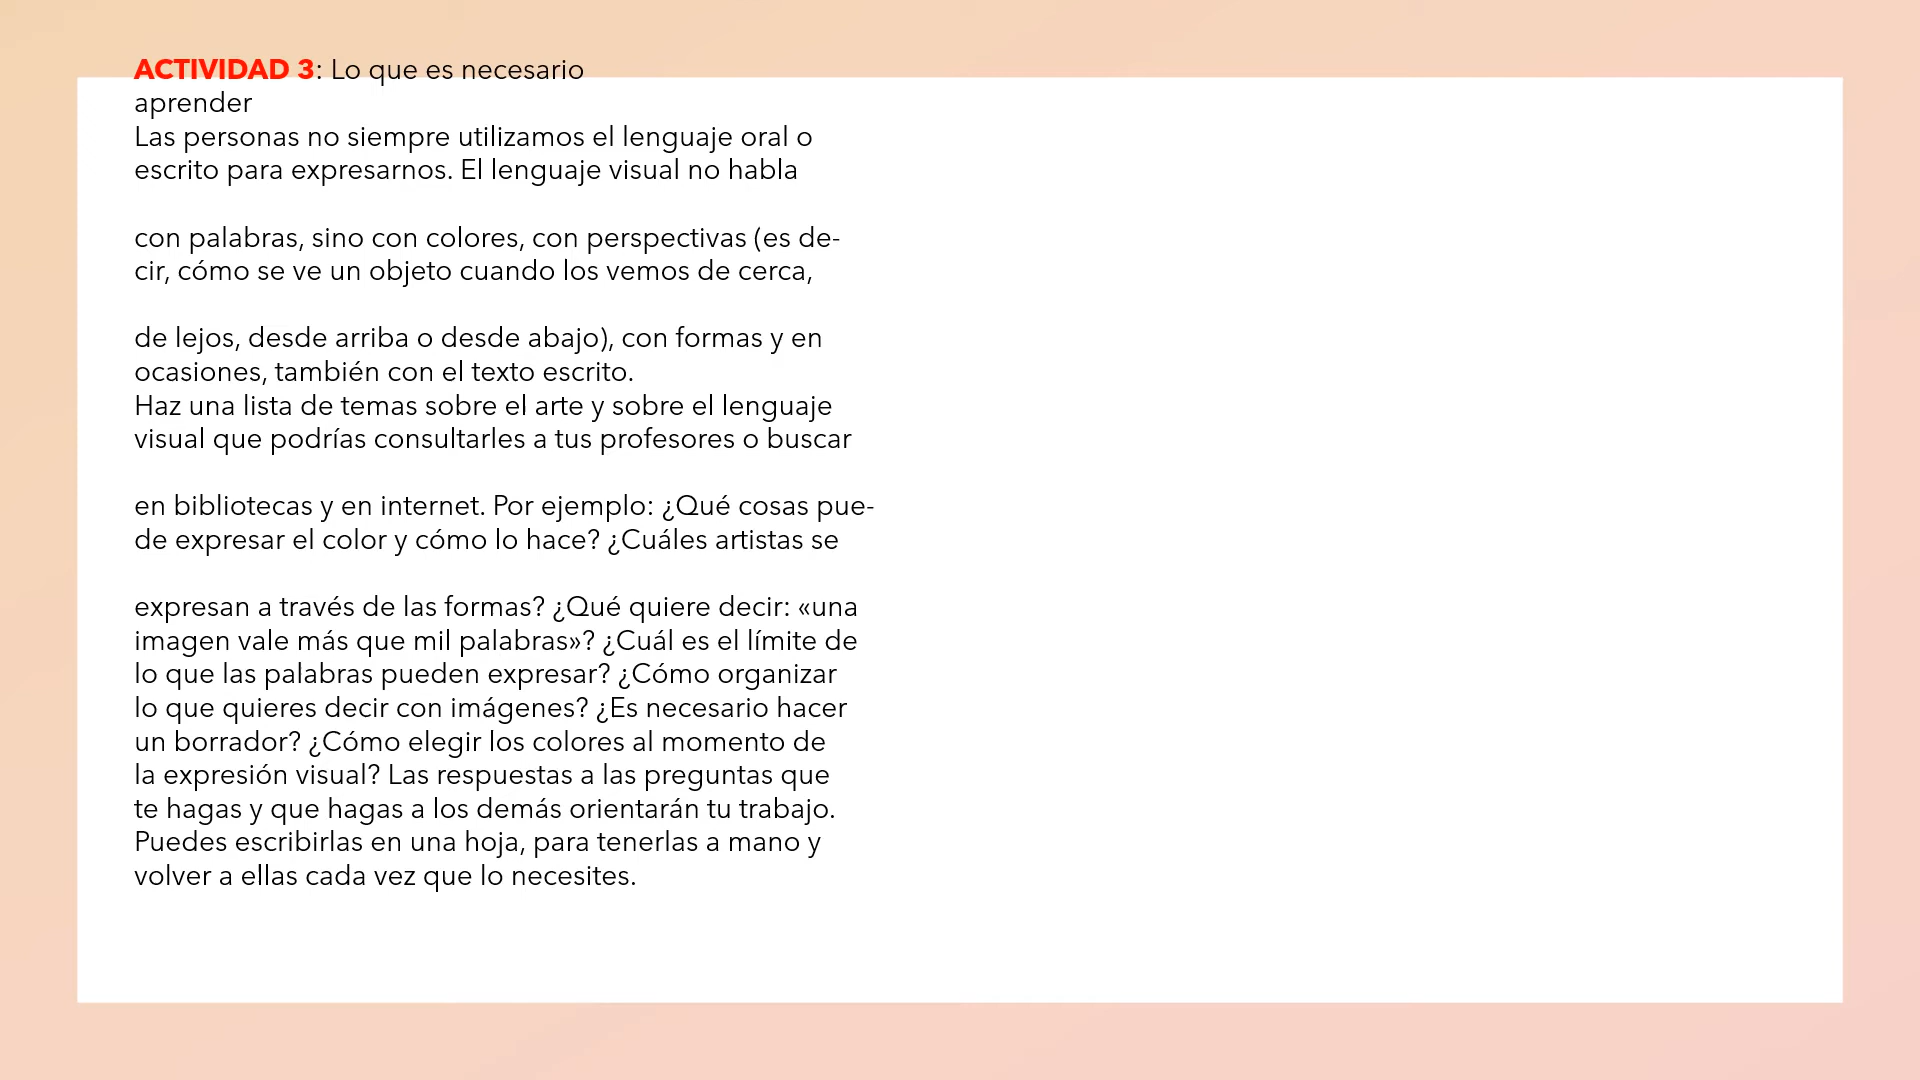 ACTIVIDAD 3: Lo que es necesario
aprender
Las personas no siempre utilizamos el lenguaje oral o
escrito para expresarnos. El lenguaje visual no habla
con palabras, sino con colores, con perspectivas (es de-
cir, cómo se ve un objeto cuando los vemos de cerca,
de lejos, desde arriba o desde abajo), con formas y en
ocasiones, también con el texto escrito.
Haz una lista de temas sobre el arte y sobre el lenguaje
visual que podrías consultarles a tus profesores o buscar
en bibliotecas y en internet. Por ejemplo: ¿Qué cosas pue-
de expresar el color y cómo lo hace? ¿Cuáles artistas se
expresan a través de las formas? ¿Qué quiere decir: «una
imagen vale más que mil palabras»? ¿Cuál es el límite de
lo que las palabras pueden expresar? ¿Cómo organizar
lo que quieres decir con imágenes? ¿Es necesario hacer
un borrador? ¿Cómo elegir los colores al momento de
la expresión visual? Las respuestas a las preguntas que
te hagas y que hagas a los demás orientarán tu trabajo.
Puedes escribirlas en una hoja, para tenerlas a mano y
volver a ellas cada vez que lo necesites.